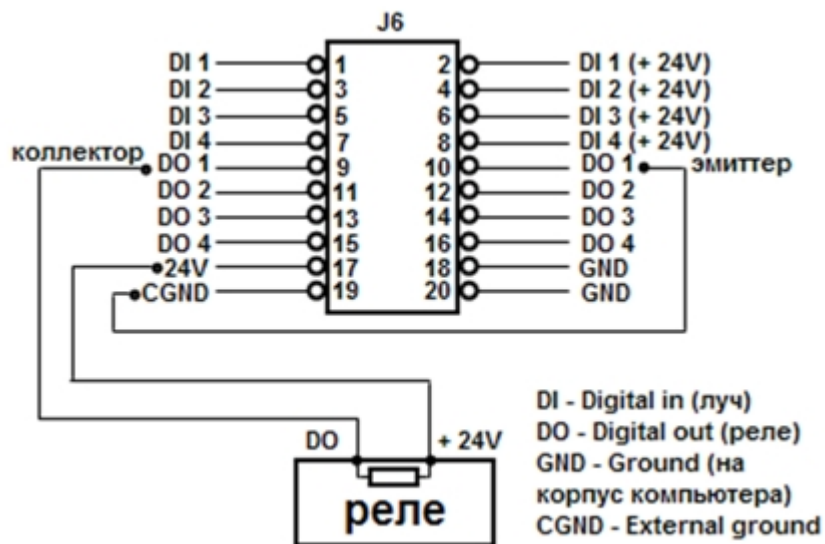 J6
DI 1 1 2 DI 1 (+ 24V)
DI 2 3 4 DI 2 (+ 24V)
DI 3 5 6 DI 3 (+ 24V)
DI 4 7 8 DI 4 (+ 24V)
коллектор DO 1 9 10 DO 1 эмиттер
DO 2 11 12 DO 2
DO 3 13 14 DO 3
DO 4 15 16 DO 4
24V 17 18 GND
CGND 19 20 GND
DO + 24V
реле
DI - Digital in (луч)
DO - Digital out (реле)
GND - Ground (на
корпус компьютера)
CGND - External ground